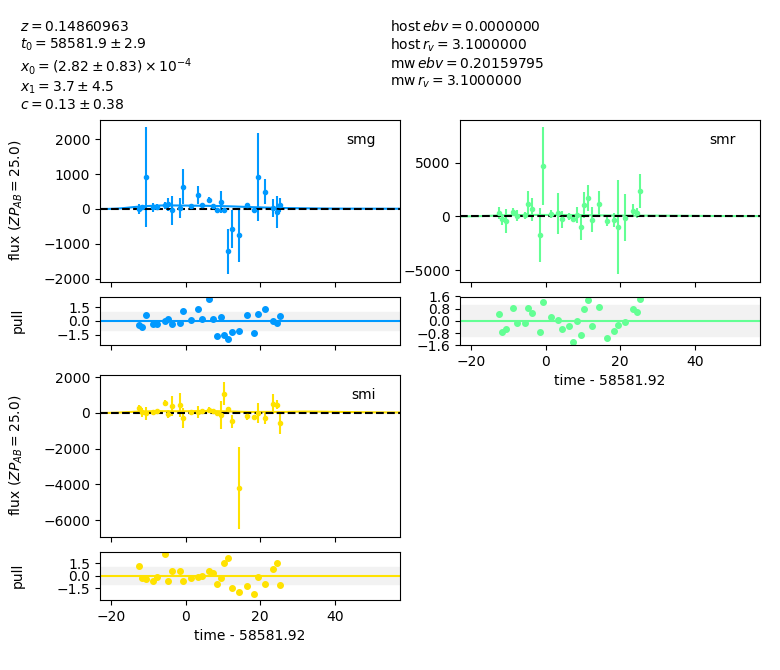 z = 0.14860963
t₀ = 58581.9 ± 2.9
x₀ = (2.82 ± 0.83) × 10⁻⁴
x₁ = 3.7 ± 4.5
c = 0.13 ± 0.38
host ebv = 0.0000000
host r_v = 3.1000000
mw ebv = 0.20159795
mw r_v = 3.1000000
smg
2000
1000
0
−1000
−2000
flux (ZP_AB = 25.0)
1.5
0.0
−1.5
pull
smr
5000
0
−5000
1.6
0.8
0.0
−0.8
−1.6
−20 0 20 40
time - 58581.92
smi
2000
0
−2000
−4000
−6000
flux (ZP_AB = 25.0)
1.5
0.0
−1.5
pull
−20 0 20 40
time - 58581.92